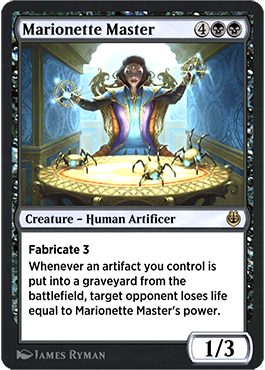 Marionette Master 4
Creature – Human Artificer
Fabricate 3
Whenever an artifact you control is
put into a graveyard from the
battlefield, target opponent loses life
equal to Marionette Master's power.
James Ryman
1/3